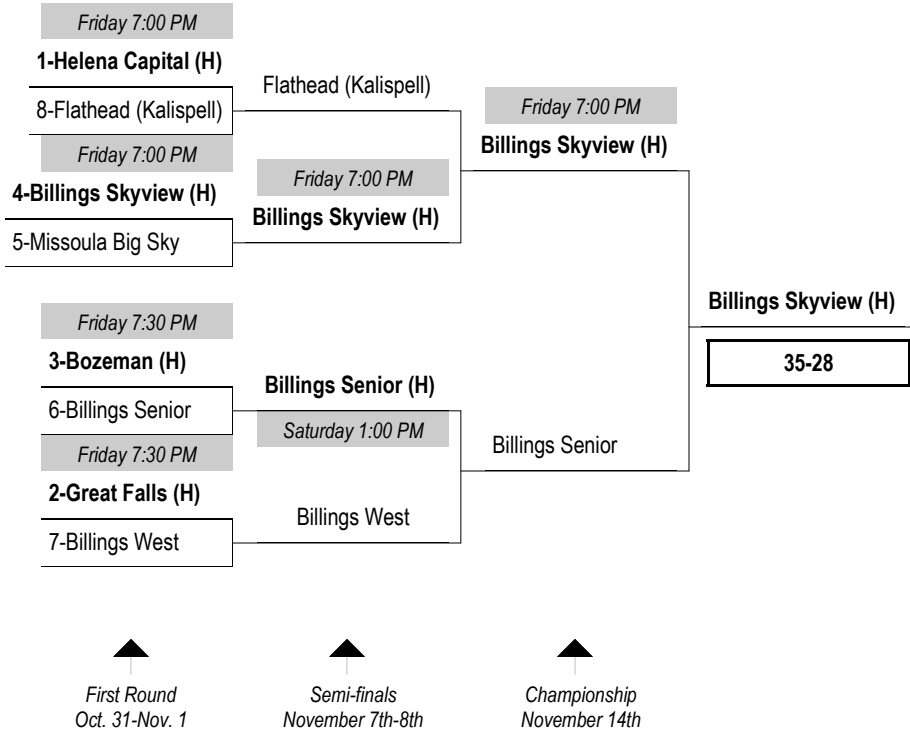 Friday 7:00 PM
1-Helena Capital (H)
8-Flathead (Kalispell)
Friday 7:00 PM
4-Billings Skyview (H)
5-Missoula Big Sky
Friday 7:30 PM
3-Bozeman (H)
6-Billings Senior
Friday 7:30 PM
2-Great Falls (H)
7-Billings West
Flathead (Kalispell)
Friday 7:00 PM
Billings Skyview (H)
Billings Senior (H)
Saturday 1:00 PM
Billings West
Friday 7:00 PM
Billings Skyview (H)
Billings Senior
Billings Skyview (H)
35-28
First Round
Oct. 31-Nov. 1
Semi-finals
November 7th-8th
Championship
November 14th